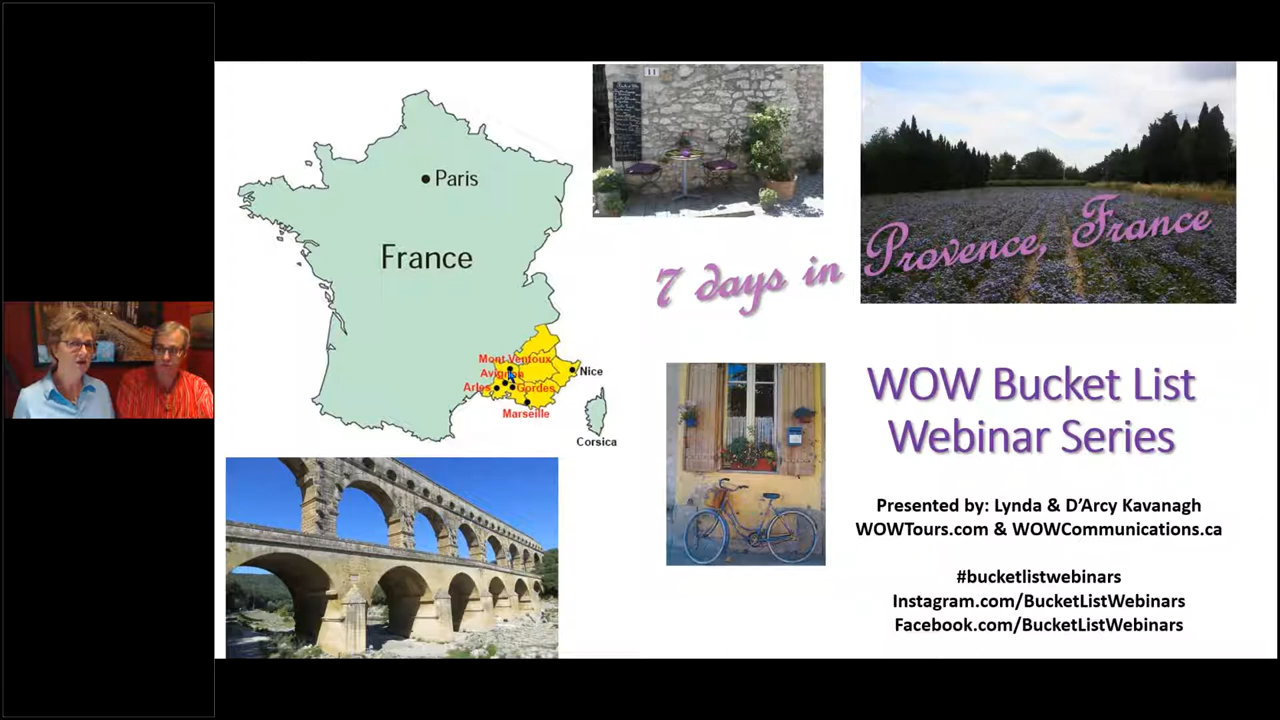 Paris
France
Mont Ventoux
Avignon
Arles
Gordes
Nice
Marseille
Corsica
11
7 days in Provence, France
WOW Bucket List
Webinar Series
Presented by: Lynda & D'Arcy Kavanagh
WOWTours.com & WOWCommunications.ca
#bucketlistwebinars
Instagram.com/BucketListWebinars
Facebook.com/BucketListWebinars